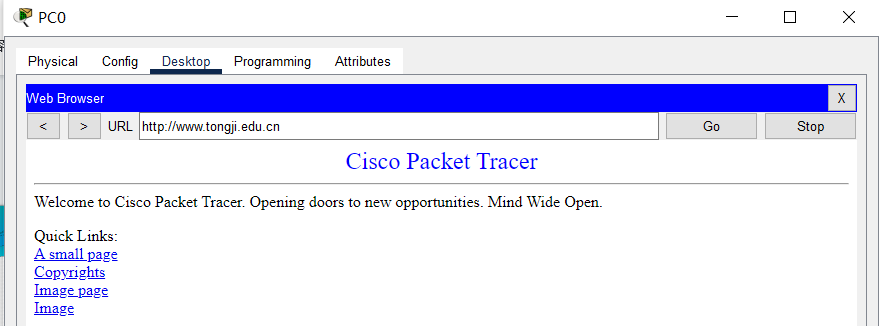 PC0
Physical Config Desktop Programming Attributes
Web Browser X
< > URL http://www.tongji.edu.cn Go Stop
Cisco Packet Tracer
Welcome to Cisco Packet Tracer. Opening doors to new opportunities. Mind Wide Open.
Quick Links:
A small page
Copyrights
Image page
Image